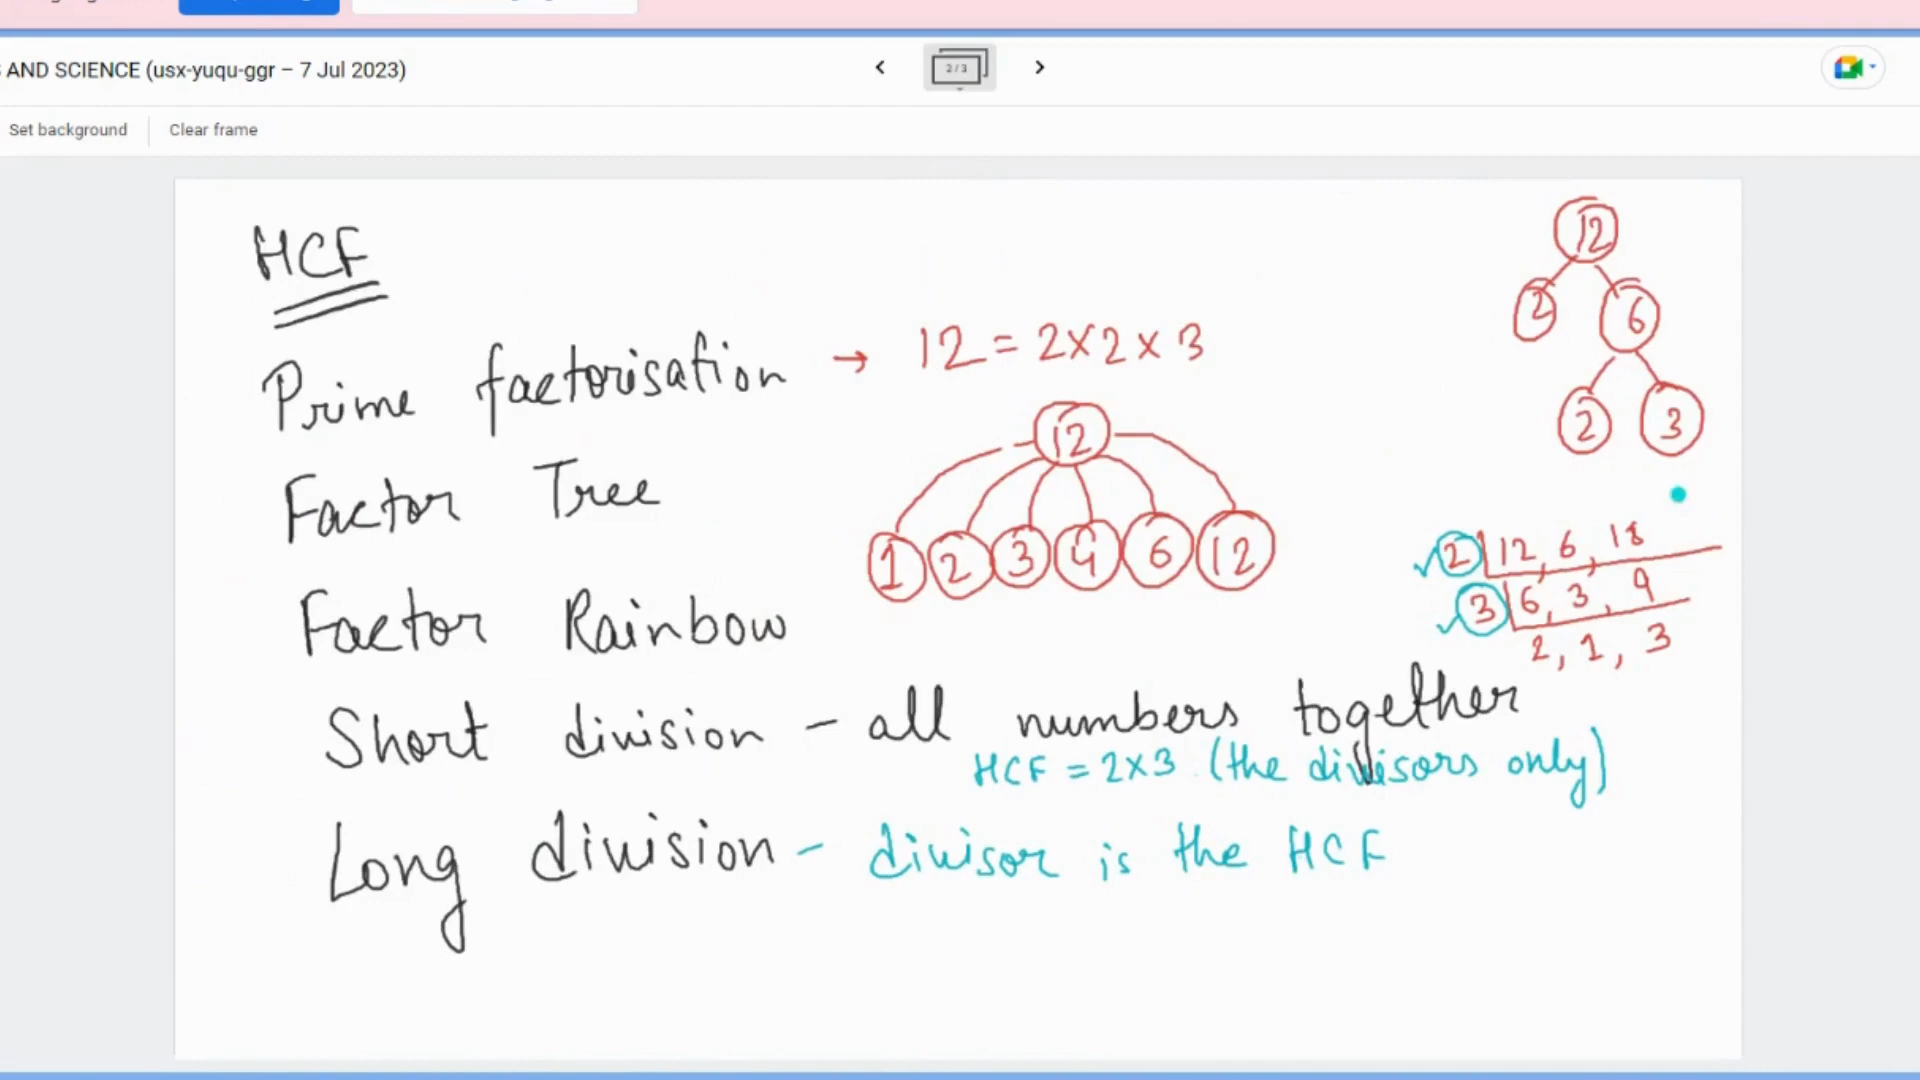 AND SCIENCE (usx-yuqu-ggr – 7 Jul 2023)
2 / 3
Set background
Clear frame
HCF
Prime factorisation → 12 = 2×2×3
Factor Tree
Factor Rainbow
Short division – all numbers together
HCF = 2×3 (the divisors only)
Long division – divisor is the HCF
12
1 2 3 4 6 12
12
2 6
2 3
2 12, 6, 18
3 6, 3, 9
2, 1, 3